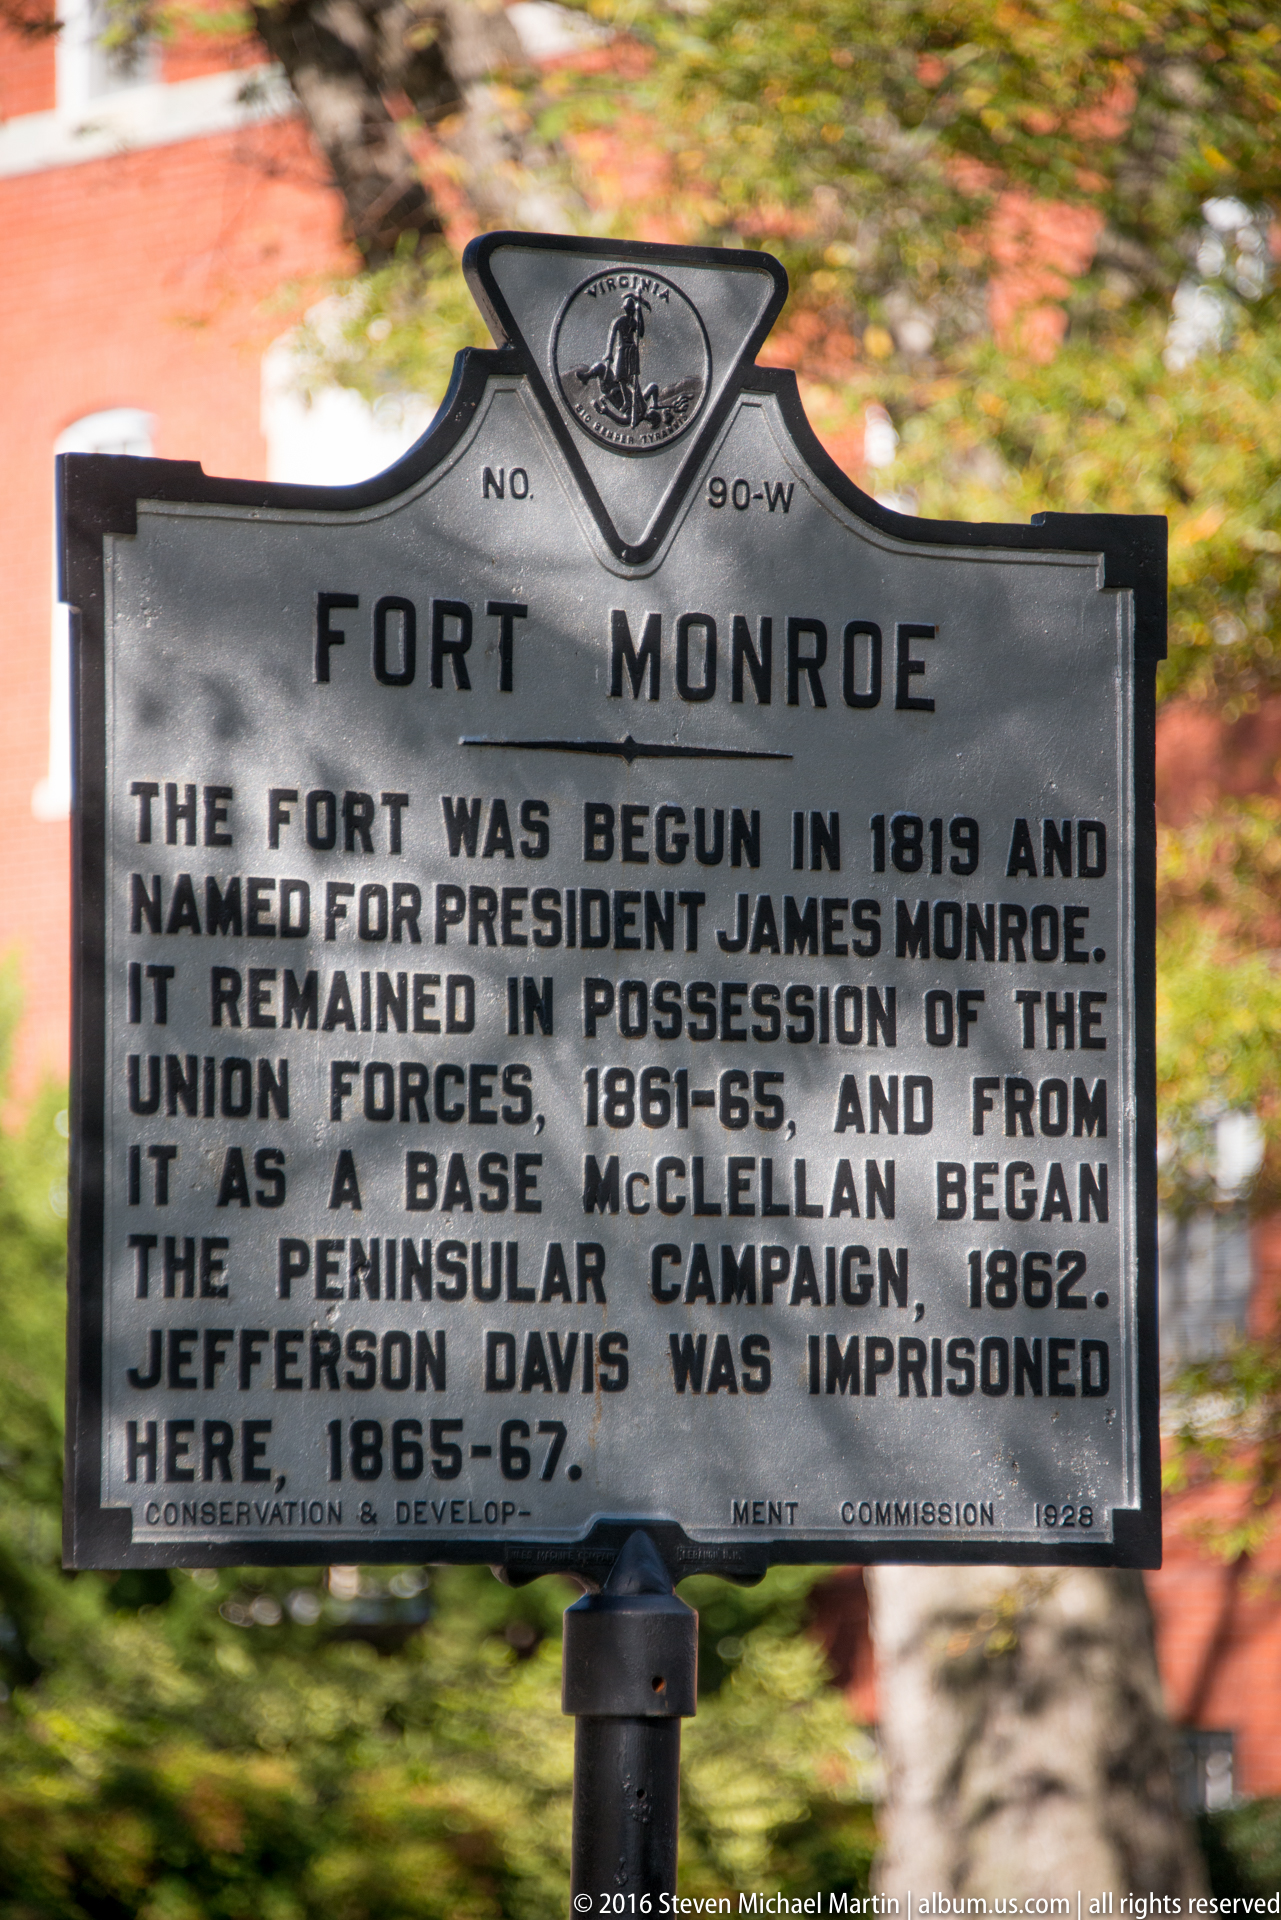 VIRGINIA
SIC SEMPER TYRANNIS
NO. 90-W
FORT MONROE
THE FORT WAS BEGUN IN 1819 AND
NAMED FOR PRESIDENT JAMES MONROE.
IT REMAINED IN POSSESSION OF THE
UNION FORCES, 1861-65, AND FROM
IT AS A BASE McCLELLAN BEGAN
THE PENINSULAR CAMPAIGN, 1862.
JEFFERSON DAVIS WAS IMPRISONED
HERE, 1865-67.
CONSERVATION & DEVELOP- MENT COMMISSION 1928
© 2016 Steven Michael Martin | album.us.com | all rights reserved